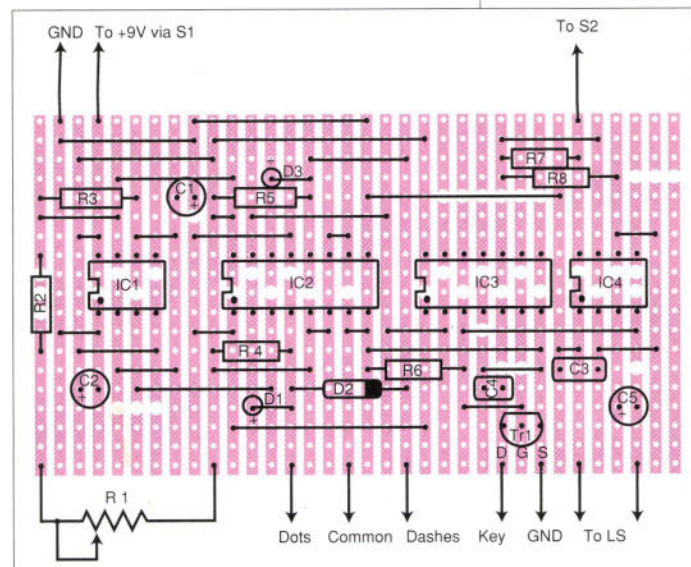 GND To +9V via S1 To S2
D3
R7
R8
R3 C1 R5
+
R2
IC1 IC2 IC3 IC4
R 4
C2 D2 R6 C4 C3
D1 C5
+
Tr1
D G S
R 1
Dots Common Dashes Key GND To LS